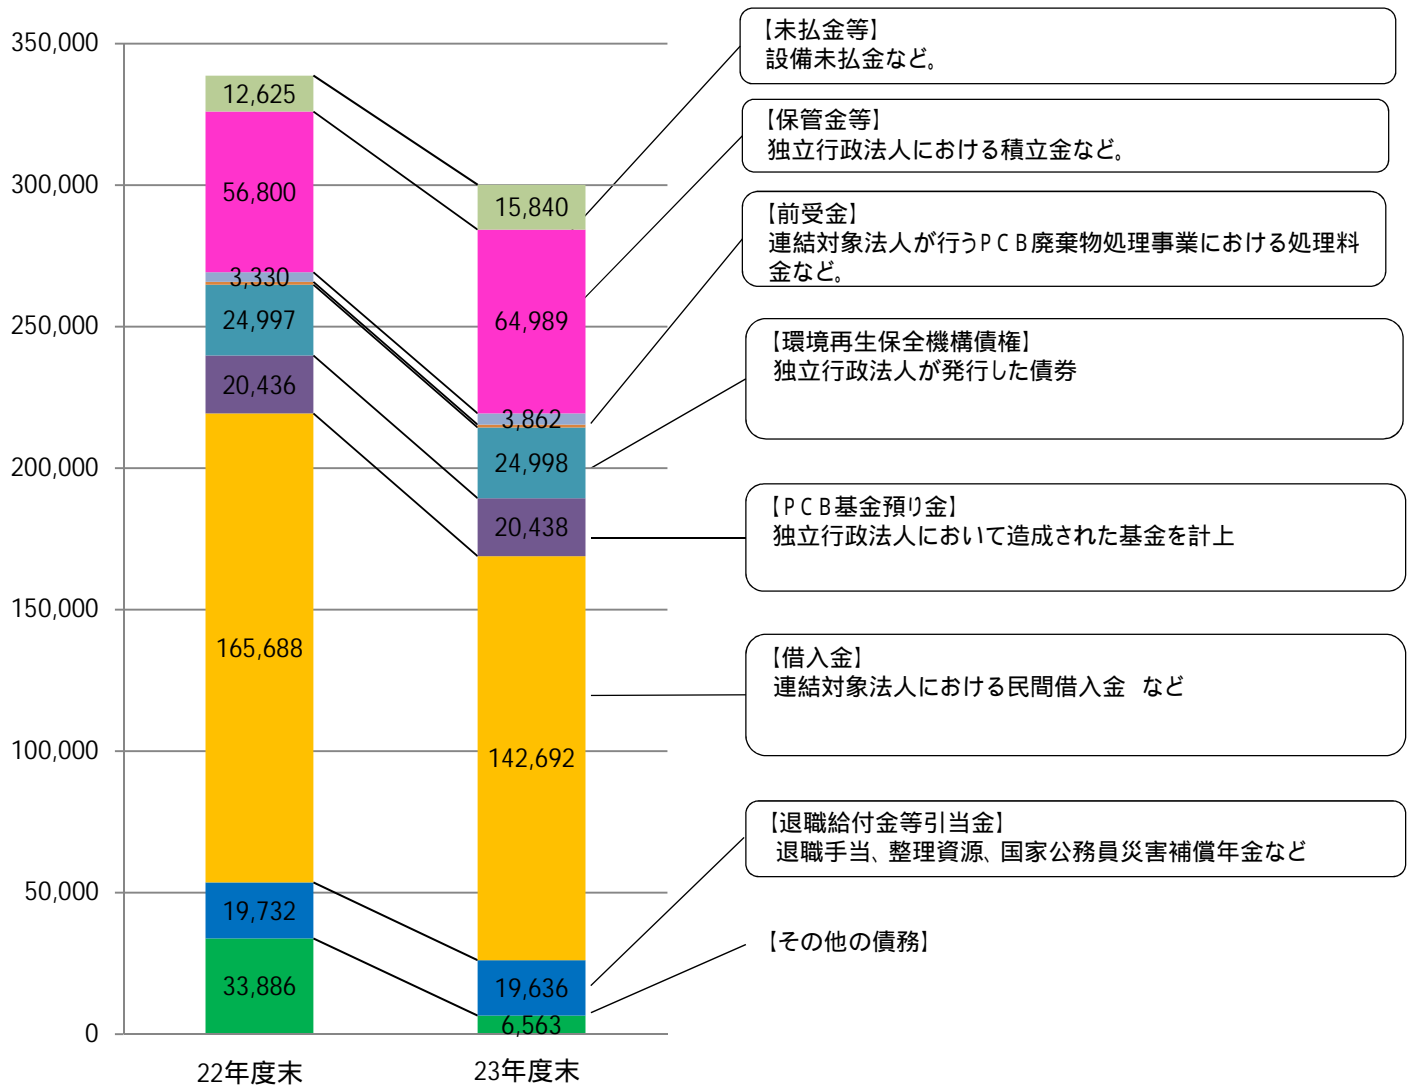 350,000
300,000
250,000
200,000
150,000
100,000
50,000
0
12,625
56,800
3,330
24,997
20,436
165,688
19,732
33,886
22年度末
15,840
64,989
3,862
24,998
20,438
142,692
19,636
6,563
23年度末
【未払金等】
設備未払金など。
【保管金等】
独立行政法人における積立金など。
【前受金】
連結対象法人が行うPCB廃棄物処理事業における処理料
金など。
【環境再生保全機構債権】
独立行政法人が発行した債券
【PCB基金預り金】
独立行政法人において造成された基金を計上
【借入金】
連結対象法人における民間借入金　など
【退職給付金等引当金】
退職手当、整理資源、国家公務員災害補償年金など
【その他の債務】